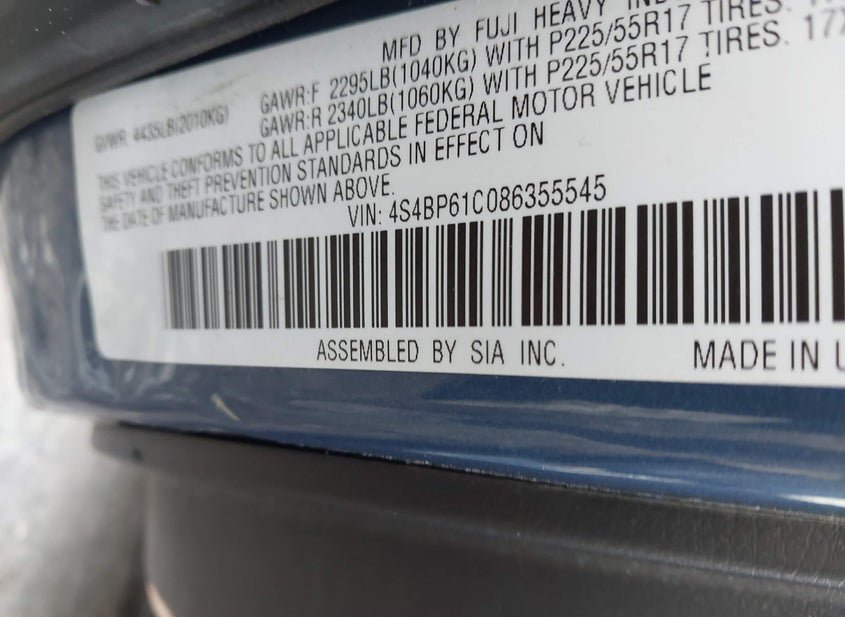 MFD BY FUJI HEAVY
GVWR: 4435LB(2010KG) GAWR:F 2295LB(1040KG) WITH P225/55R17 TIRES.
GAWR:R 2340LB(1060KG) WITH P225/55R17 TIRES. 17X
THIS VEHICLE CONFORMS TO ALL APPLICABLE FEDERAL MOTOR VEHICLE
SAFETY AND THEFT PREVENTION STANDARDS IN EFFECT ON
THE DATE OF MANUFACTURE SHOWN ABOVE.
VIN: 4S4BP61C086355545
ASSEMBLED BY SIA INC. MADE IN U